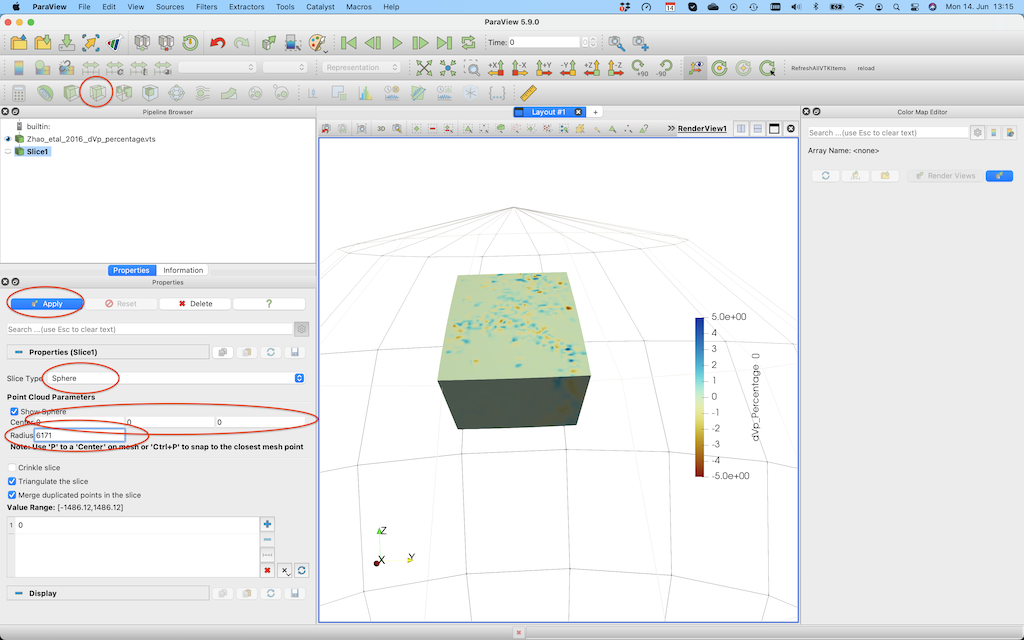 ParaView File Edit View Sources Filters Extractors Tools Catalyst Macros Help Mon 14. Jun 13:15
ParaView 5.9.0
Time: 0 0
Representation +90 -90 RefreshAllVTKItems reload
Pipeline Browser
builtin:
Zhao_etal_2016_dVp_percentage.vts
Slice1
Properties Information
Properties
Apply Reset Delete ?
Search ...(use Esc to clear text)
Properties (Slice1)
Slice Type Sphere
Point Cloud Parameters
Show Sphere
Center 0 0 0
Radius 6171
Note: Use 'P' to a 'Center' on mesh or 'Ctrl+P' to snap to the closest mesh point
Crinkle slice
Triangulate the slice
Merge duplicated points in the slice
Value Range: [-1486.12,1486.12]
1 0
Display
Layout #1 +
3D RenderView1
5.0e+00
4
3
2
1
0
-1
-2
-3
-4
-5.0e+00
dVp_Percentage 0
Z
X Y
Color Map Editor
Search ...(use Esc to clear text)
Array Name: <none>
Render Views